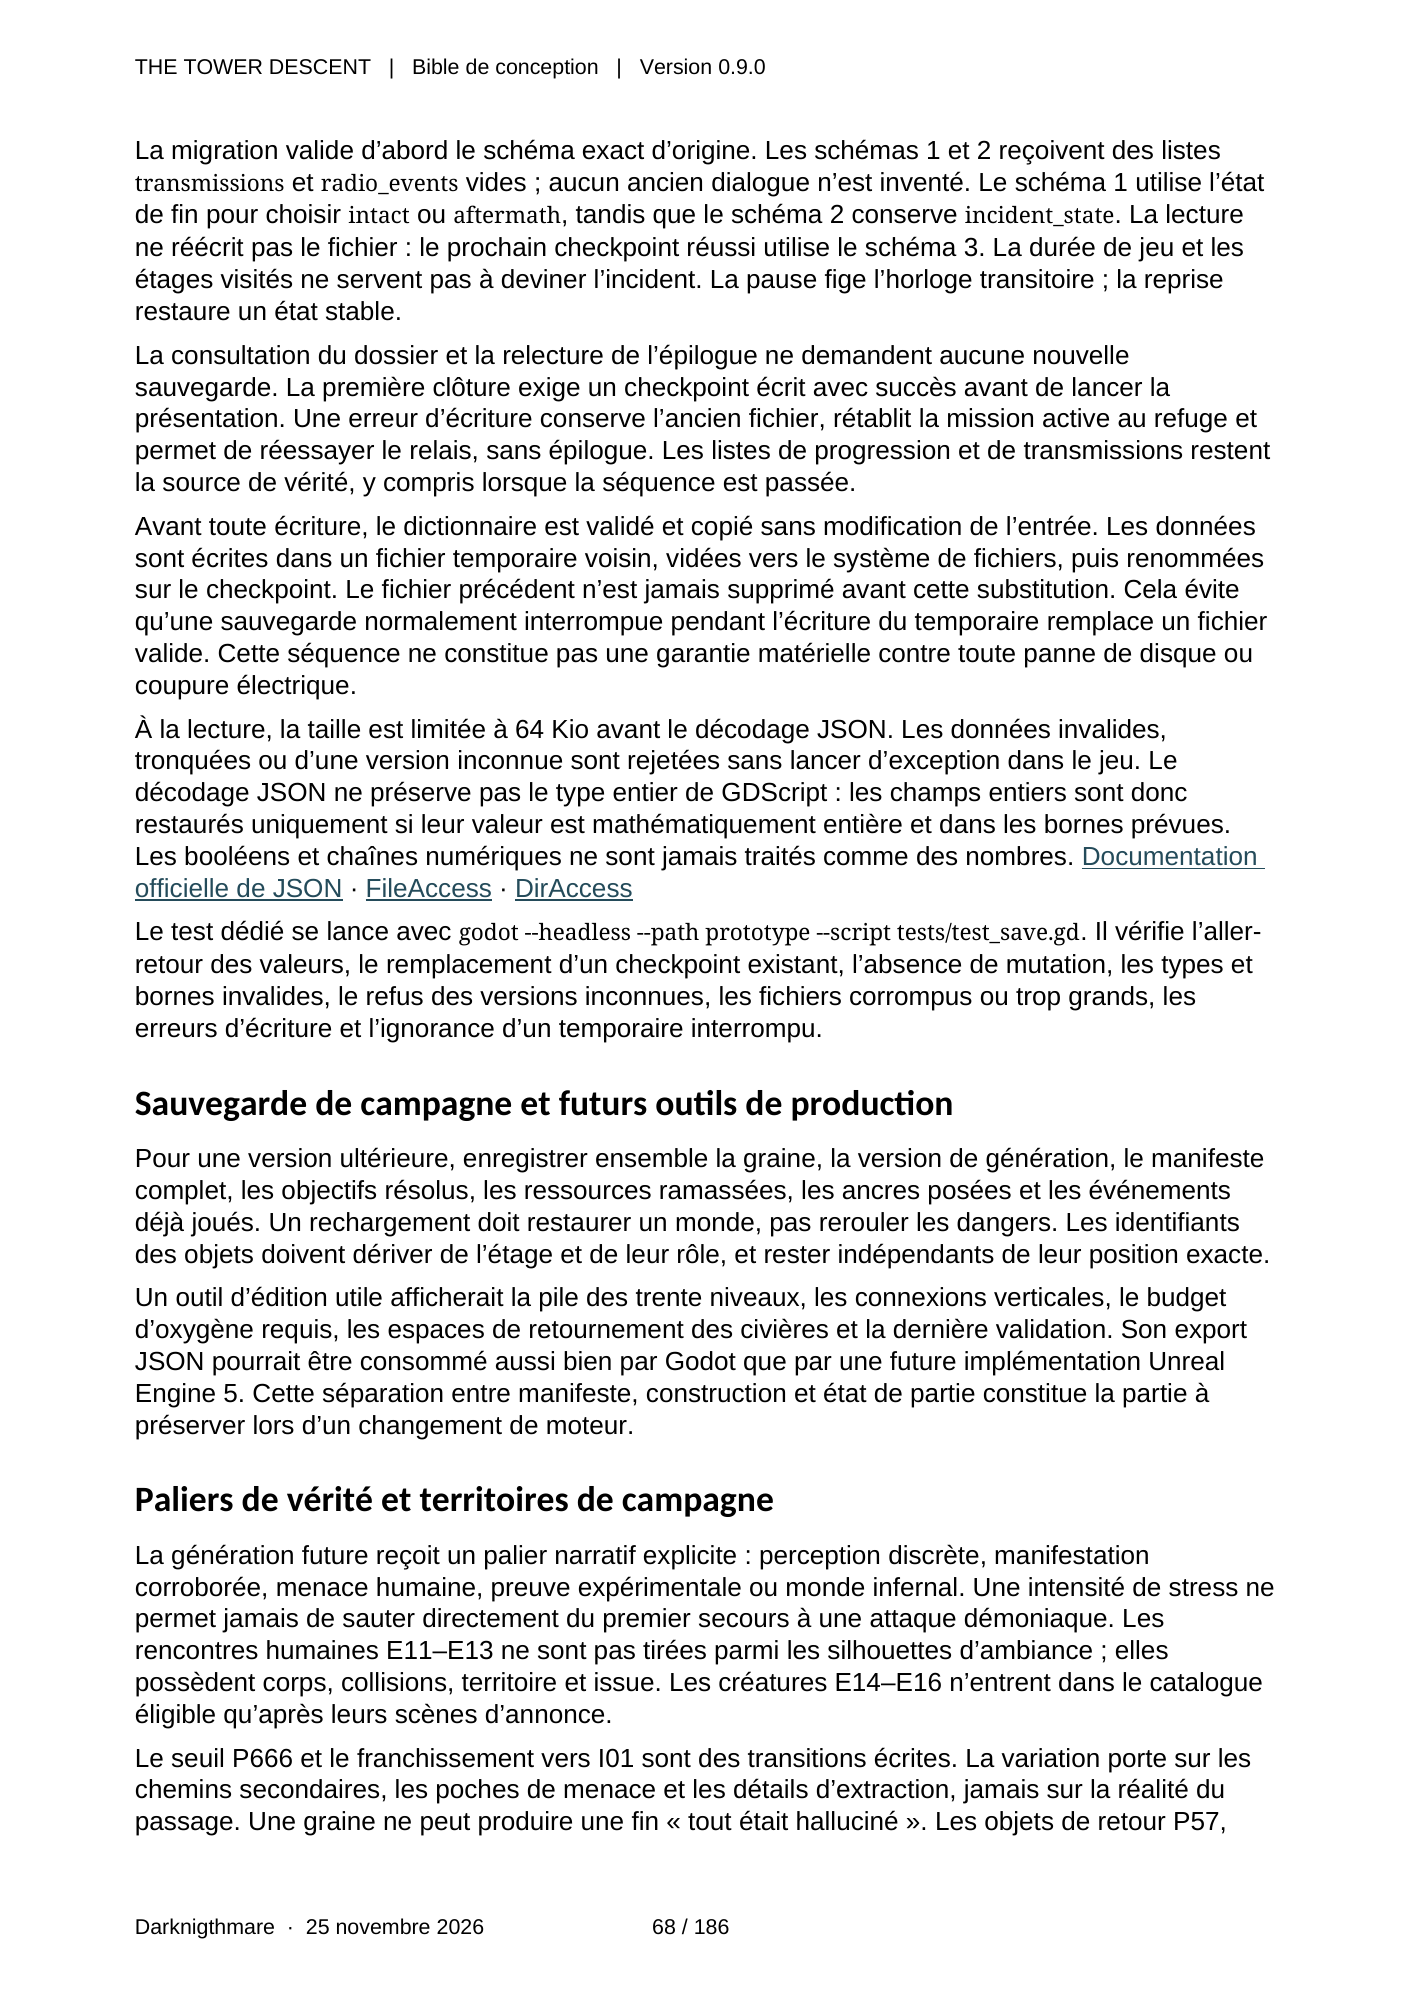 THE TOWER DESCENT | Bible de conception | Version 0.9.0
La migration valide d’abord le schéma exact d’origine. Les schémas 1 et 2 reçoivent des listes
transmissions et radio_events vides ; aucun ancien dialogue n’est inventé. Le schéma 1 utilise l’état
de fin pour choisir intact ou aftermath, tandis que le schéma 2 conserve incident_state. La lecture
ne réécrit pas le fichier : le prochain checkpoint réussi utilise le schéma 3. La durée de jeu et les
étages visités ne servent pas à deviner l’incident. La pause fige l’horloge transitoire ; la reprise
restaure un état stable.
La consultation du dossier et la relecture de l’épilogue ne demandent aucune nouvelle
sauvegarde. La première clôture exige un checkpoint écrit avec succès avant de lancer la
présentation. Une erreur d’écriture conserve l’ancien fichier, rétablit la mission active au refuge et
permet de réessayer le relais, sans épilogue. Les listes de progression et de transmissions restent
la source de vérité, y compris lorsque la séquence est passée.
Avant toute écriture, le dictionnaire est validé et copié sans modification de l’entrée. Les données
sont écrites dans un fichier temporaire voisin, vidées vers le système de fichiers, puis renommées
sur le checkpoint. Le fichier précédent n’est jamais supprimé avant cette substitution. Cela évite
qu’une sauvegarde normalement interrompue pendant l’écriture du temporaire remplace un fichier
valide. Cette séquence ne constitue pas une garantie matérielle contre toute panne de disque ou
coupure électrique.
À la lecture, la taille est limitée à 64 Kio avant le décodage JSON. Les données invalides,
tronquées ou d’une version inconnue sont rejetées sans lancer d’exception dans le jeu. Le
décodage JSON ne préserve pas le type entier de GDScript : les champs entiers sont donc
restaurés uniquement si leur valeur est mathématiquement entière et dans les bornes prévues.
Les booléens et chaînes numériques ne sont jamais traités comme des nombres. Documentation
officielle de JSON · FileAccess · DirAccess
Le test dédié se lance avec godot --headless --path prototype --script tests/test_save.gd. Il vérifie l’aller-
retour des valeurs, le remplacement d’un checkpoint existant, l’absence de mutation, les types et
bornes invalides, le refus des versions inconnues, les fichiers corrompus ou trop grands, les
erreurs d’écriture et l’ignorance d’un temporaire interrompu.
Sauvegarde de campagne et futurs outils de production
Pour une version ultérieure, enregistrer ensemble la graine, la version de génération, le manifeste
complet, les objectifs résolus, les ressources ramassées, les ancres posées et les événements
déjà joués. Un rechargement doit restaurer un monde, pas rerouler les dangers. Les identifiants
des objets doivent dériver de l’étage et de leur rôle, et rester indépendants de leur position exacte.
Un outil d’édition utile afficherait la pile des trente niveaux, les connexions verticales, le budget
d’oxygène requis, les espaces de retournement des civières et la dernière validation. Son export
JSON pourrait être consommé aussi bien par Godot que par une future implémentation Unreal
Engine 5. Cette séparation entre manifeste, construction et état de partie constitue la partie à
préserver lors d’un changement de moteur.
Paliers de vérité et territoires de campagne
La génération future reçoit un palier narratif explicite : perception discrète, manifestation
corroborée, menace humaine, preuve expérimentale ou monde infernal. Une intensité de stress ne
permet jamais de sauter directement du premier secours à une attaque démoniaque. Les
rencontres humaines E11–E13 ne sont pas tirées parmi les silhouettes d’ambiance ; elles
possèdent corps, collisions, territoire et issue. Les créatures E14–E16 n’entrent dans le catalogue
éligible qu’après leurs scènes d’annonce.
Le seuil P666 et le franchissement vers I01 sont des transitions écrites. La variation porte sur les
chemins secondaires, les poches de menace et les détails d’extraction, jamais sur la réalité du
passage. Une graine ne peut produire une fin « tout était halluciné ». Les objets de retour P57,
Darknigthmare · 25 novembre 2026 68 / 186